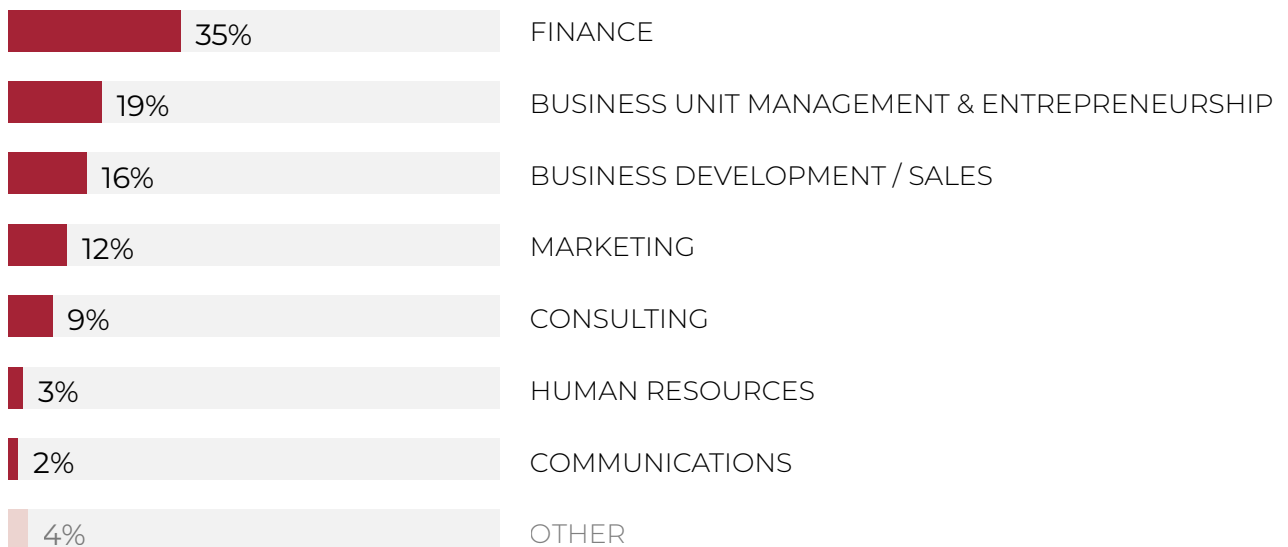 35% FINANCE
19% BUSINESS UNIT MANAGEMENT & ENTREPRENEURSHIP
16% BUSINESS DEVELOPMENT / SALES
12% MARKETING
9% CONSULTING
3% HUMAN RESOURCES
2% COMMUNICATIONS
4% OTHER